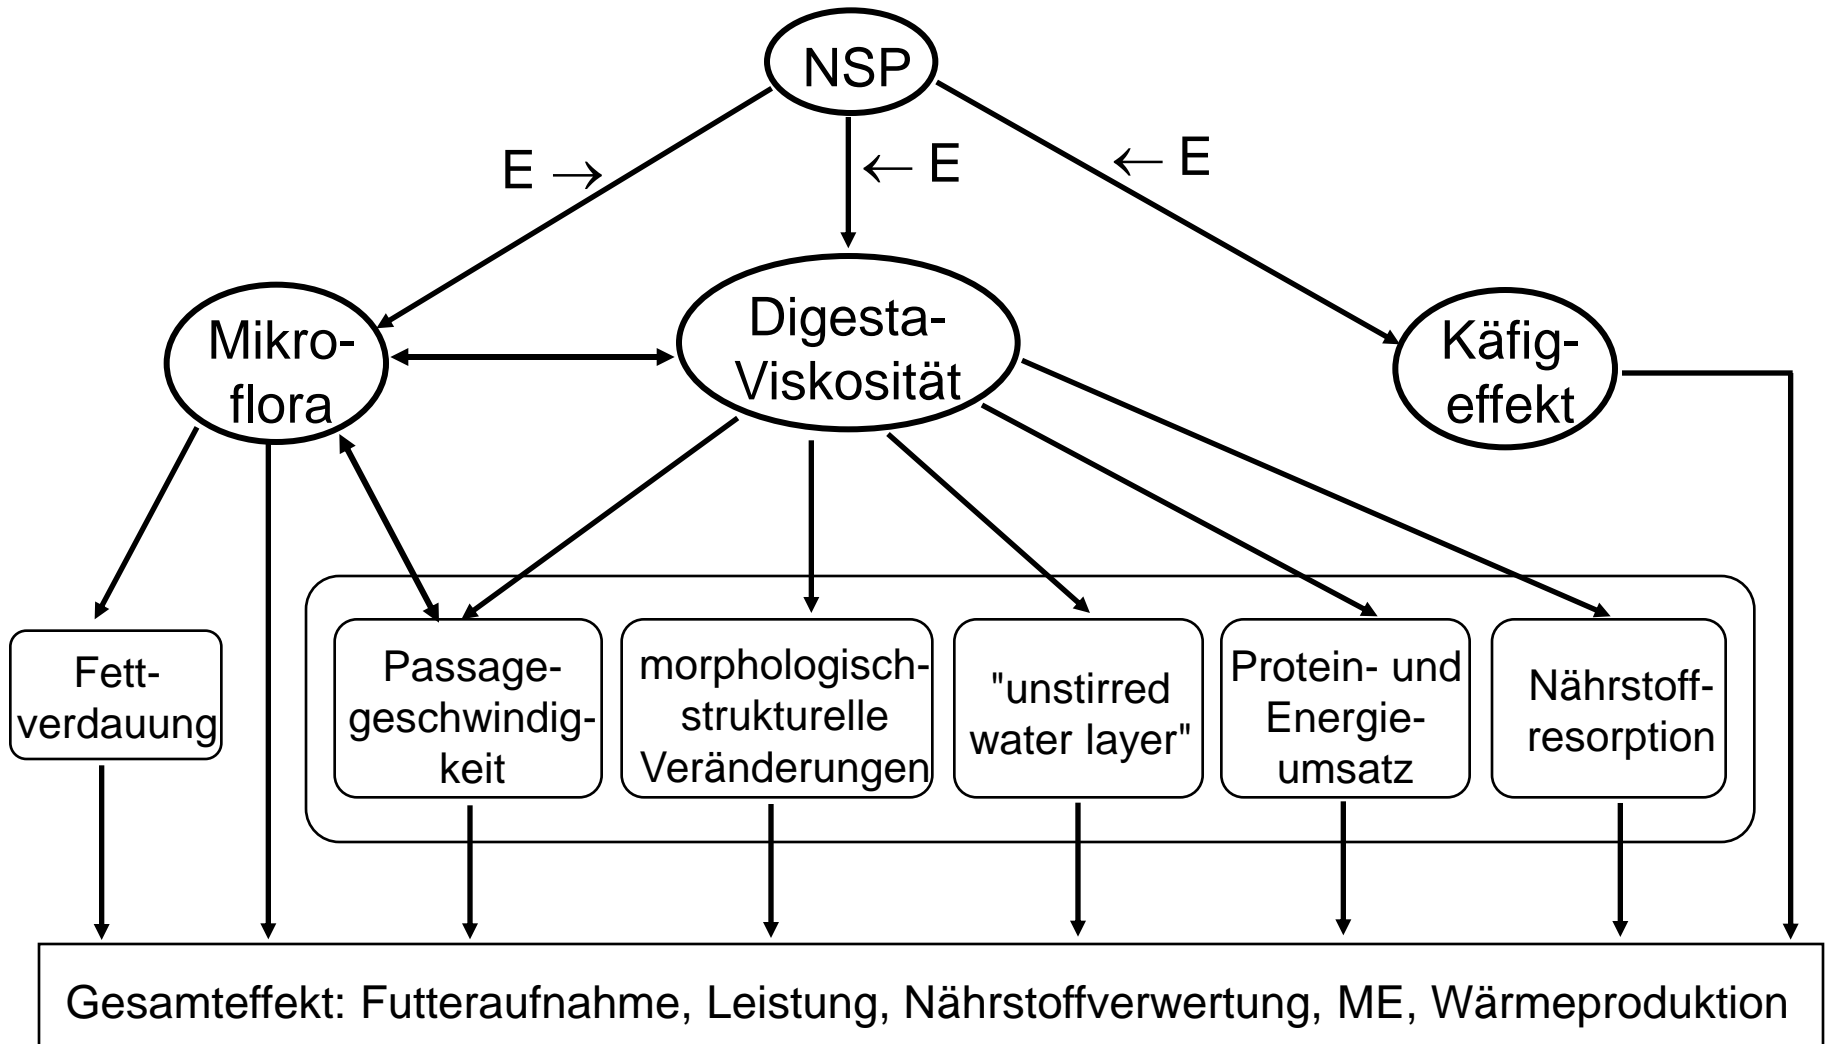 NSP
E →
← E
← E
Mikro-
flora
Digesta-
Viskosität
Käfig-
effekt
Fett-
verdauung
Passage-
geschwindig-
keit
morphologisch-
strukturelle
Veränderungen
"unstirred
water layer"
Protein- und
Energie-
umsatz
Nährstoff-
resorption
Gesamteffekt: Futteraufnahme, Leistung, Nährstoffverwertung, ME, Wärmeproduktion